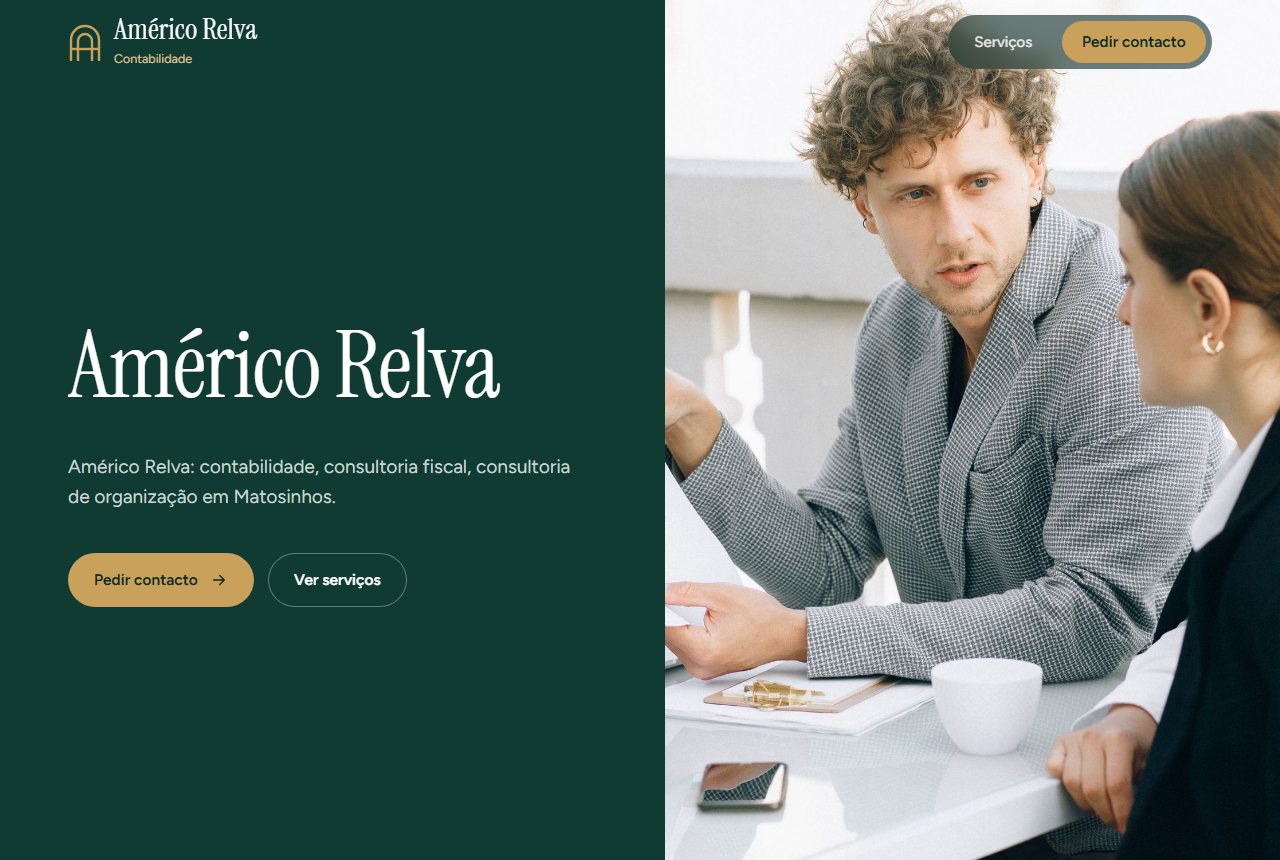 Américo Relva
Contabilidade
Serviços
Pedir contacto
Américo Relva
Américo Relva: contabilidade, consultoria fiscal, consultoria
de organização em Matosinhos.
Pedir contacto
Ver serviços